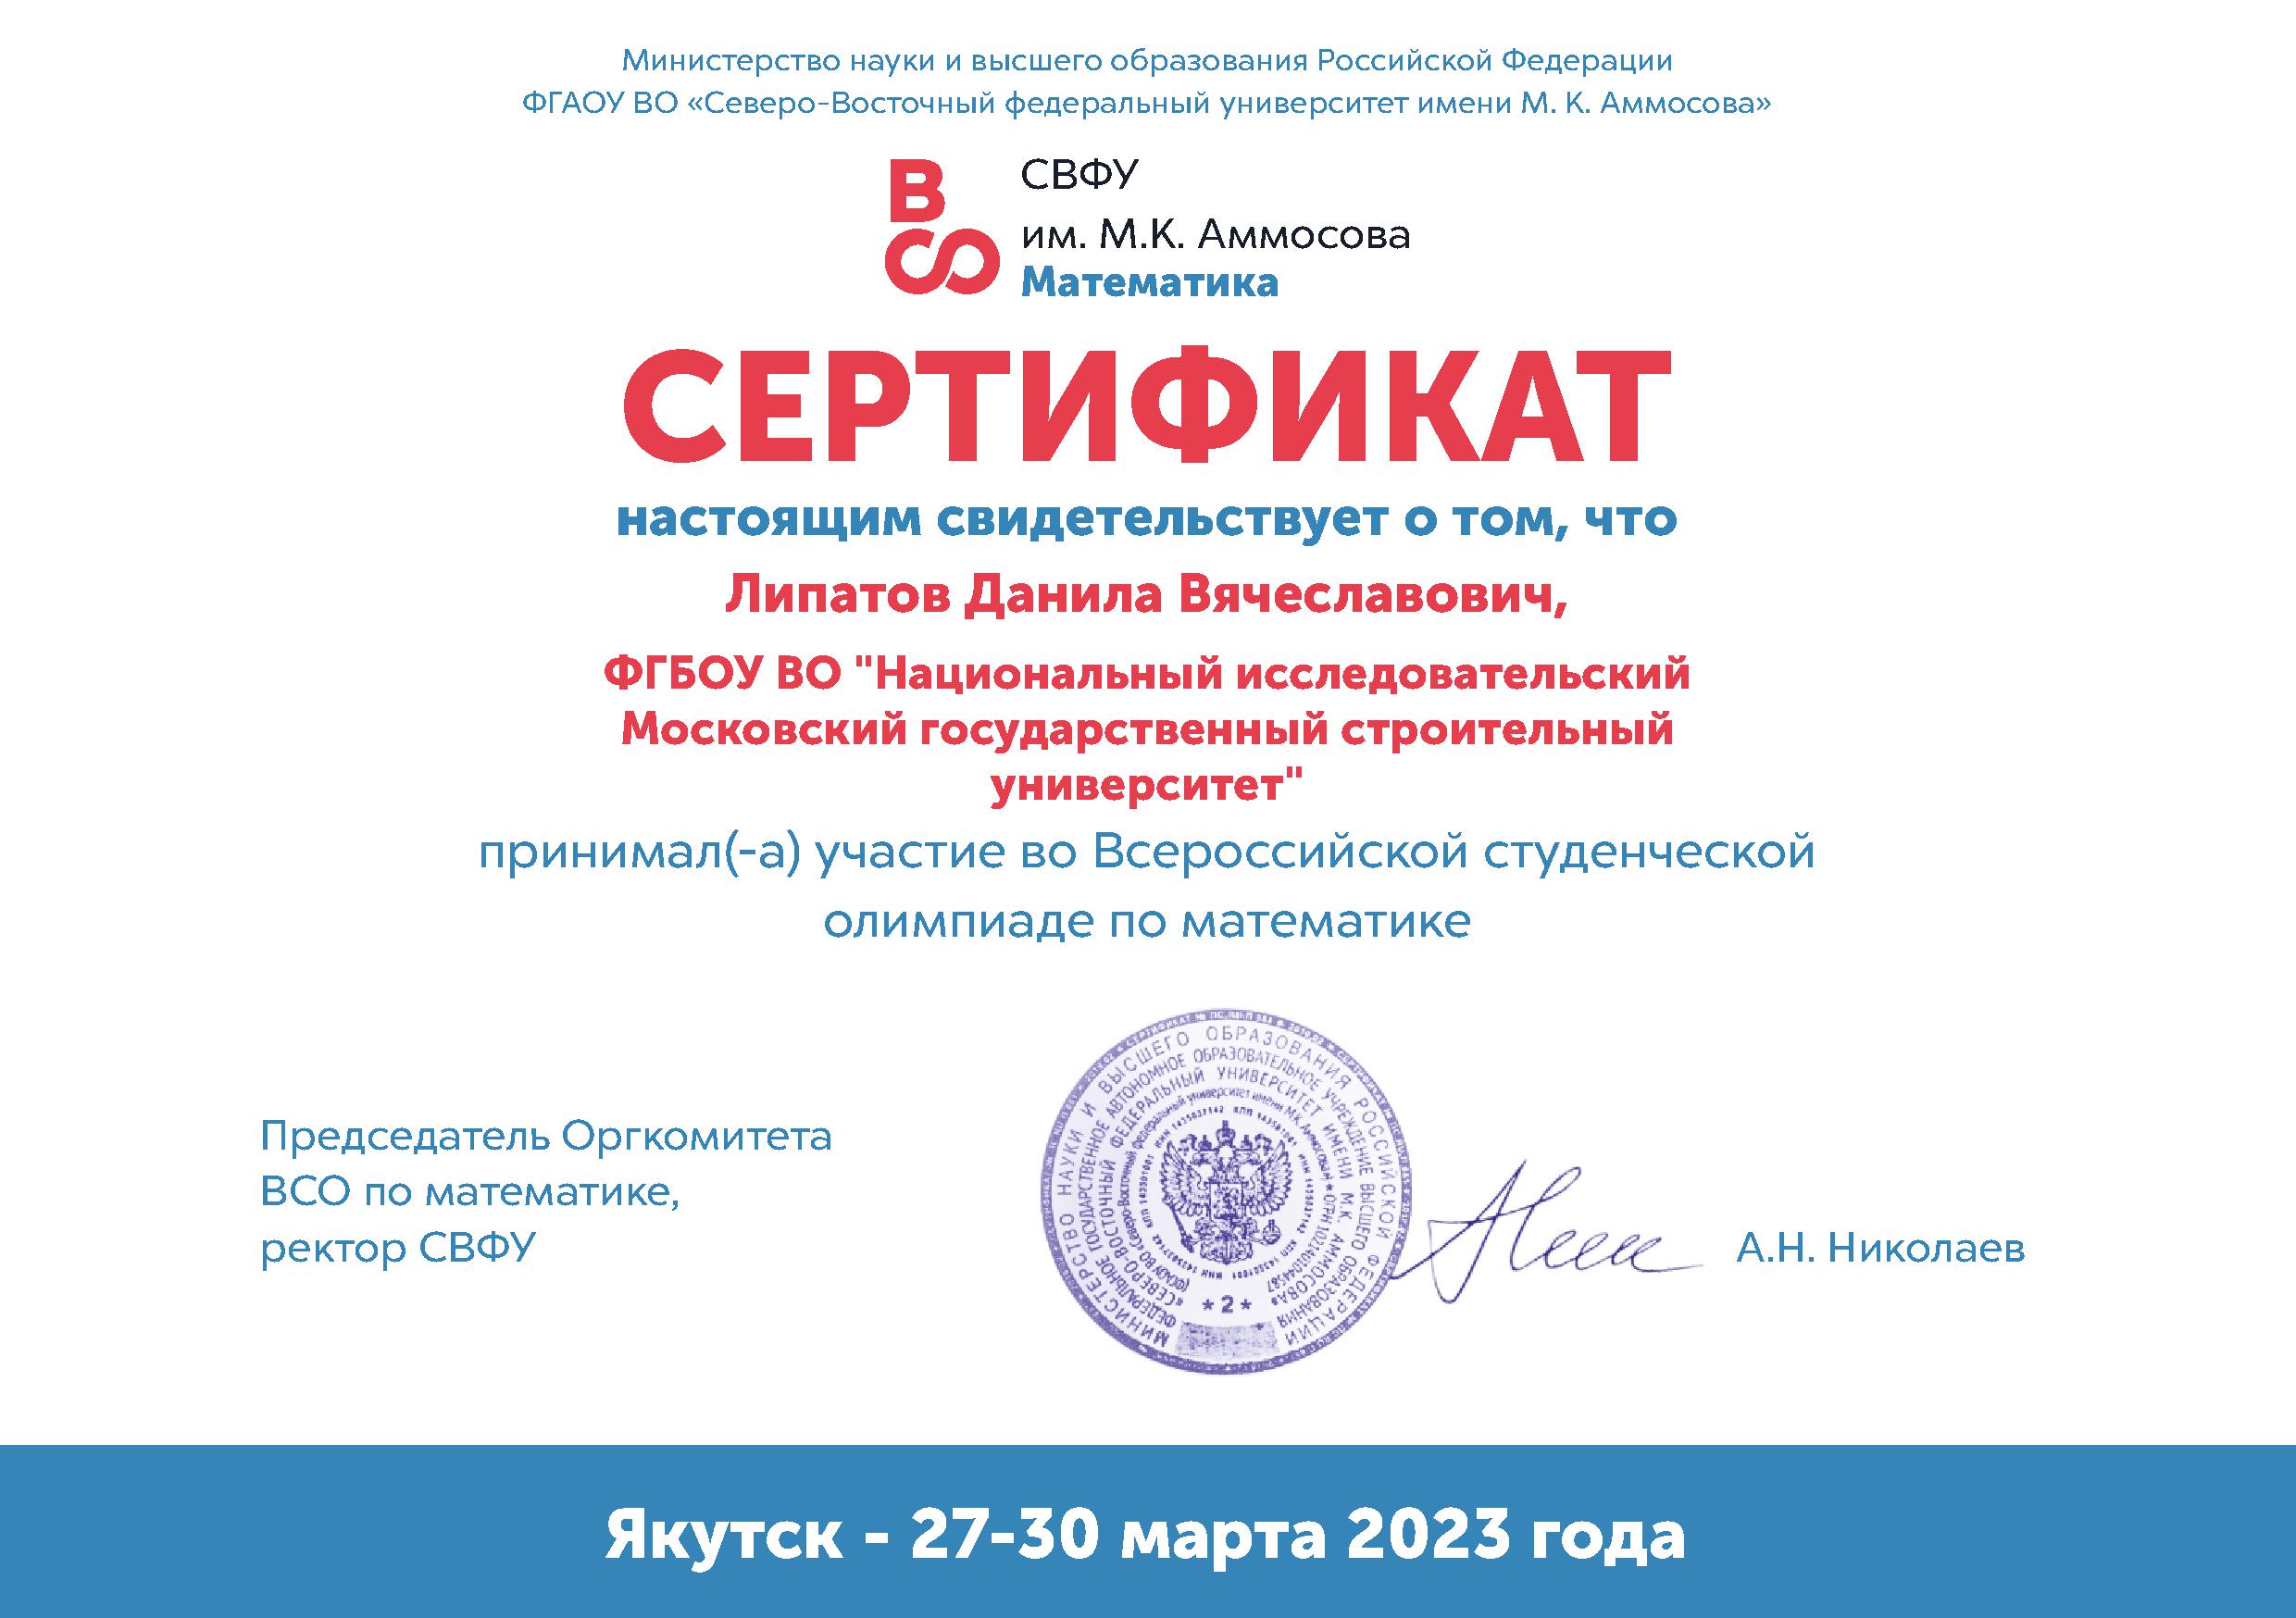 Министерство науки и высшего образования Российской Федерации
ФГАОУ ВО «Северо-Восточный федеральный университет имени М. К. Аммосова»
ВСО
СВФУ
им. М.К. Аммосова
Математика
СЕРТИФИКАТ
настоящим свидетельствует о том, что
Липатов Данила Вячеславович,
ФГБОУ ВО "Национальный исследовательский
Московский государственный строительный
университет"
принимал(-а) участие во Всероссийской студенческой
олимпиаде по математике
МИНИСТЕРСТВО НАУКИ И ВЫСШЕГО ОБРАЗОВАНИЯ РОССИЙСКОЙ ФЕДЕРАЦИИ
ФЕДЕРАЛЬНОЕ ГОСУДАРСТВЕННОЕ АВТОНОМНОЕ ОБРАЗОВАТЕЛЬНОЕ УЧРЕЖДЕНИЕ ВЫСШЕГО ОБРАЗОВАНИЯ
«СЕВЕРО-ВОСТОЧНЫЙ ФЕДЕРАЛЬНЫЙ УНИВЕРСИТЕТ ИМЕНИ М.К. АММОСОВА»
* 2 *
Председатель Оргкомитета
ВСО по математике,
ректор СВФУ
А.Н. Николаев
Якутск - 27-30 марта 2023 года